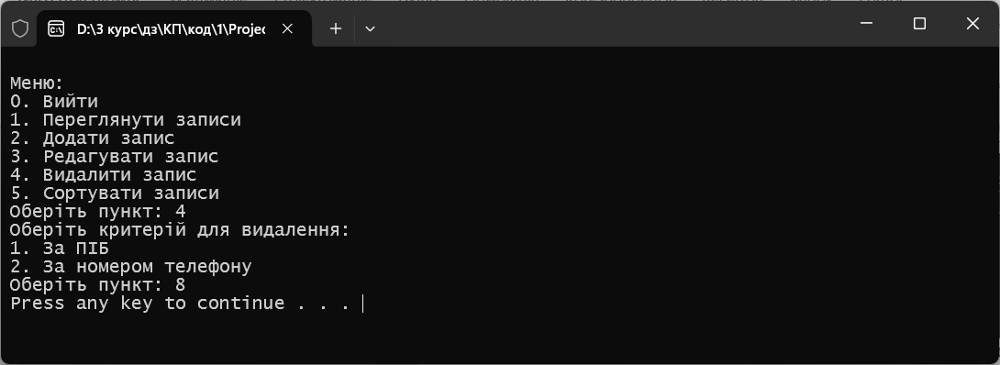 D:\3 курс\дз\КП\код\1\Projec
Меню:
0. Вийти
1. Переглянути записи
2. Додати запис
3. Редагувати запис
4. Видалити запис
5. Сортувати записи
Оберіть пункт: 4
Оберіть критерій для видалення:
1. За ПІБ
2. За номером телефону
Оберіть пункт: 8
Press any key to continue . . .